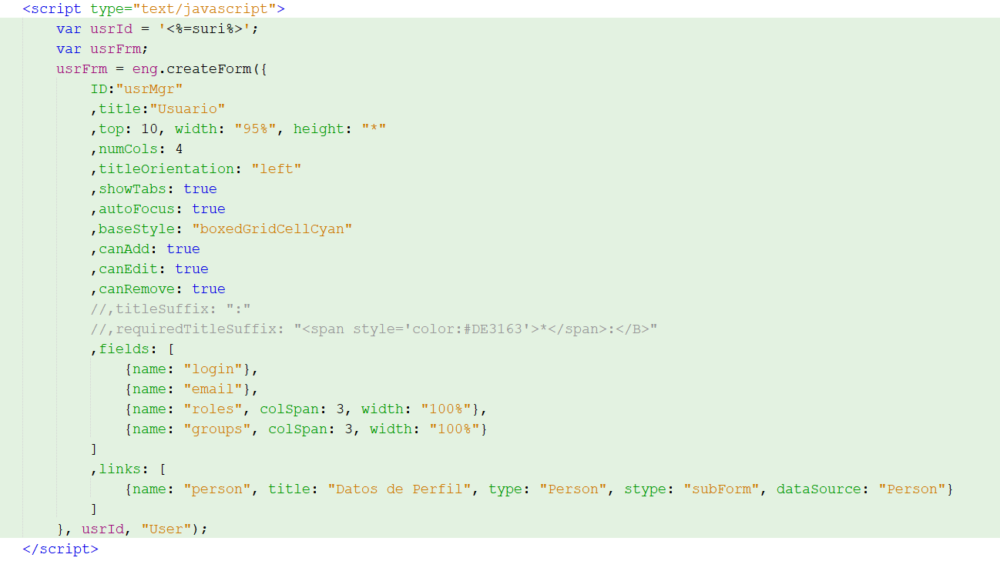 <script type="text/javascript">
    var usrId = '<%=suri%>';
    var usrFrm;
    usrFrm = eng.createForm({
        ID:"usrMgr"
        ,title:"Usuario"
        ,top: 10, width: "95%", height: "*"
        ,numCols: 4
        ,titleOrientation: "left"
        ,showTabs: true
        ,autoFocus: true
        ,baseStyle: "boxedGridCellCyan"
        ,canAdd: true
        ,canEdit: true
        ,canRemove: true
        //,titleSuffix: ":"
        //,requiredTitleSuffix: "<span style='color:#DE3163'>*</span>:</B>"
        ,fields: [
            {name: "login"},
            {name: "email"},
            {name: "roles", colSpan: 3, width: "100%"},
            {name: "groups", colSpan: 3, width: "100%"}
        ]
        ,links: [
            {name: "person", title: "Datos de Perfil", type: "Person", stype: "subForm", dataSource: "Person"}
        ]
    }, usrId, "User");
</script>